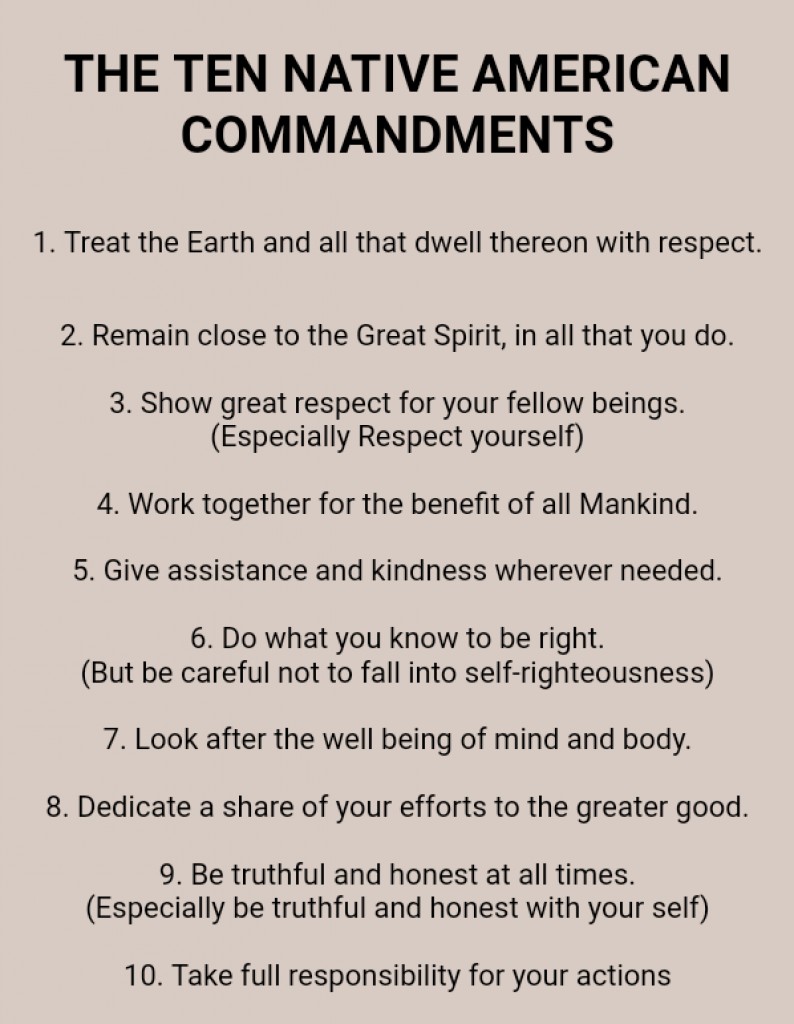 THE TEN NATIVE AMERICAN
COMMANDMENTS
1. Treat the Earth and all that dwell thereon with respect.
2. Remain close to the Great Spirit, in all that you do.
3. Show great respect for your fellow beings.
(Especially Respect yourself)
4. Work together for the benefit of all Mankind.
5. Give assistance and kindness wherever needed.
6. Do what you know to be right.
(But be careful not to fall into self-righteousness)
7. Look after the well being of mind and body.
8. Dedicate a share of your efforts to the greater good.
9. Be truthful and honest at all times.
(Especially be truthful and honest with your self)
10. Take full responsibility for your actions